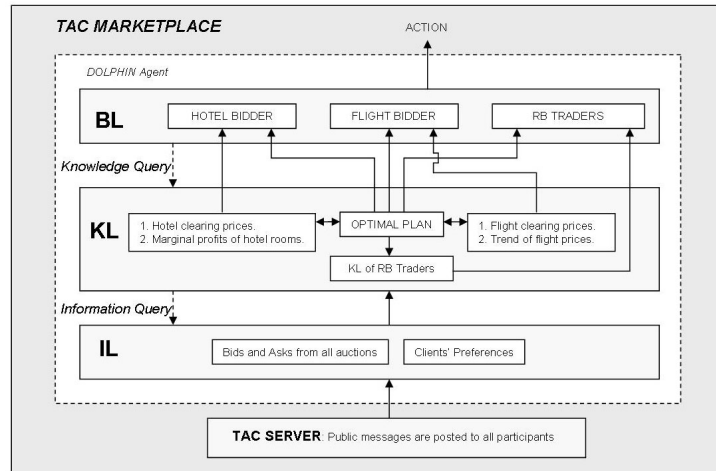 TAC MARKETPLACE
ACTION
DOLPHIN Agent
BL
HOTEL BIDDER
FLIGHT BIDDER
RB TRADERS
Knowledge Query
KL
1. Hotel clearing prices.
2. Marginal profits of hotel rooms.
OPTIMAL PLAN
1. Flight clearing prices.
2. Trend of flight prices.
KL of RB Traders
Information Query
IL
Bids and Asks from all auctions
Clients' Preferences
TAC SERVER: Public messages are posted to all participants